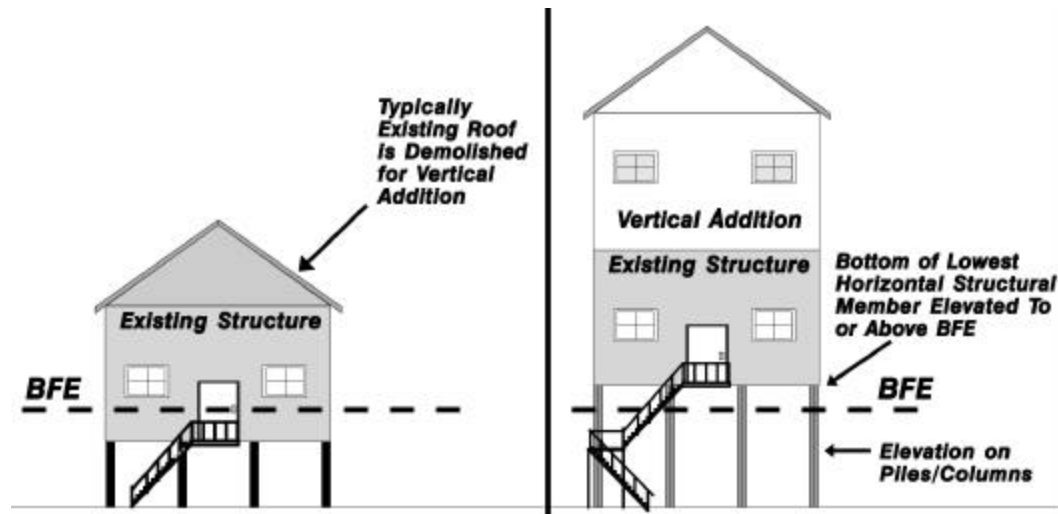 Typically
Existing Roof
is Demolished
for Vertical
Addition
Existing Structure
BFE
Vertical Addition
Existing Structure
Bottom of Lowest
Horizontal Structural
Member Elevated To
or Above BFE
BFE
Elevation on
Piles/Columns